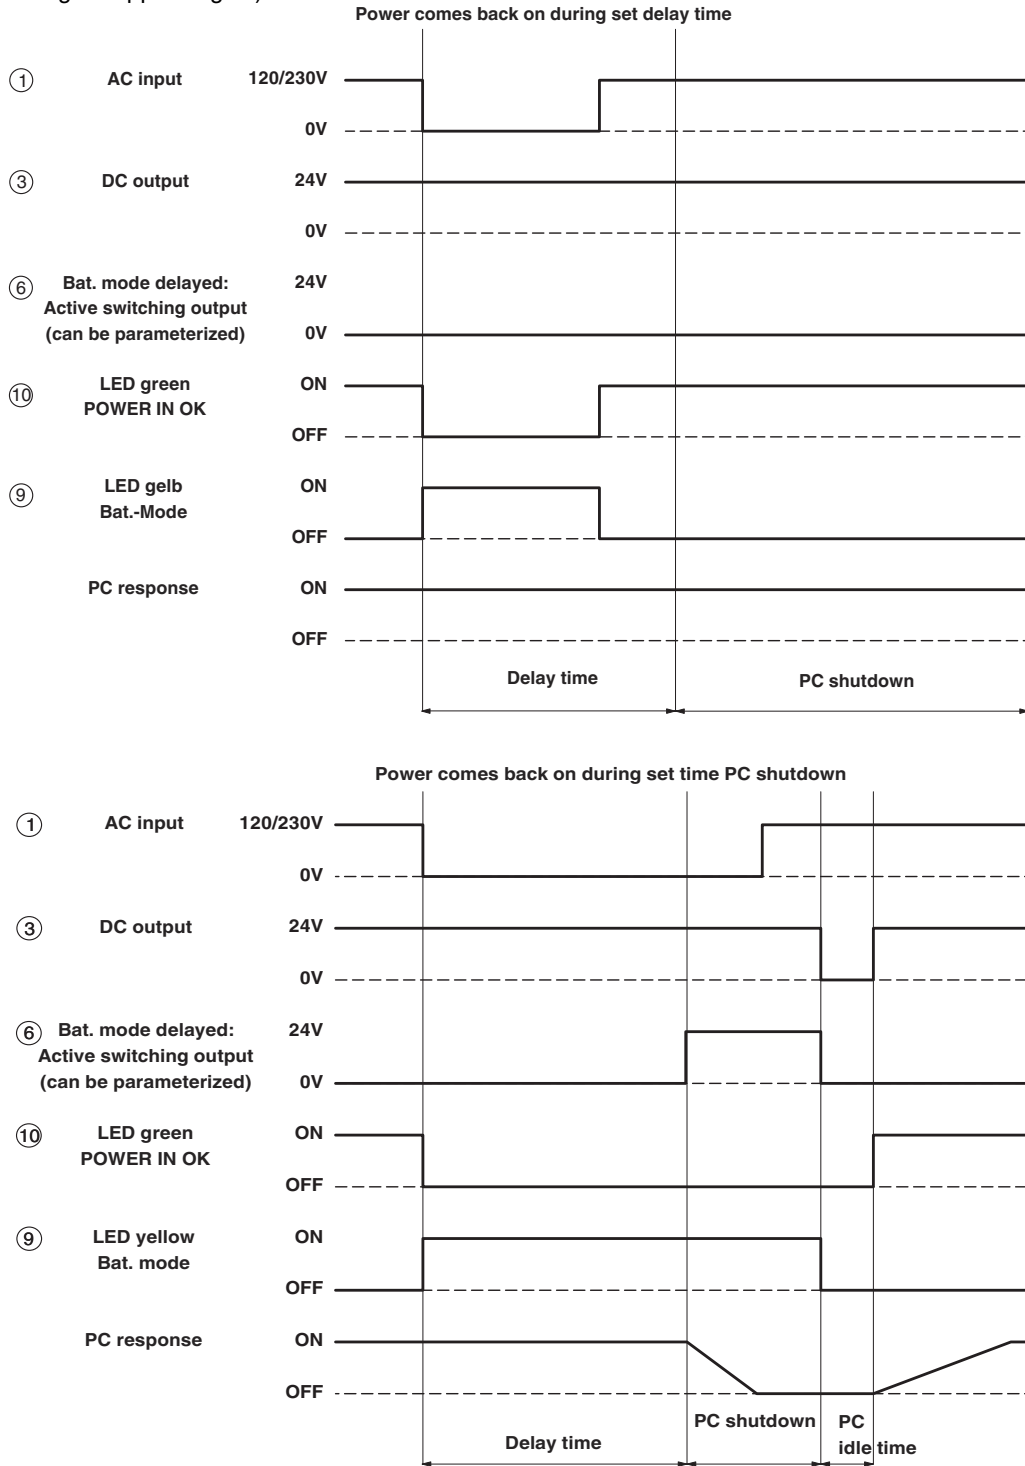 Power comes back on during set delay time
1 AC input 120/230V
0V
3 DC output 24V
0V
6 Bat. mode delayed: 24V
Active switching output
(can be parameterized) 0V
10 LED green ON
POWER IN OK
OFF
9 LED gelb ON
Bat.-Mode
OFF
PC response ON
OFF
Delay time PC shutdown
Power comes back on during set time PC shutdown
1 AC input 120/230V
0V
3 DC output 24V
0V
6 Bat. mode delayed: 24V
Active switching output
(can be parameterized) 0V
10 LED green ON
POWER IN OK
OFF
9 LED yellow ON
Bat. mode
OFF
PC response ON
OFF
PC shutdown PC
Delay time idle time